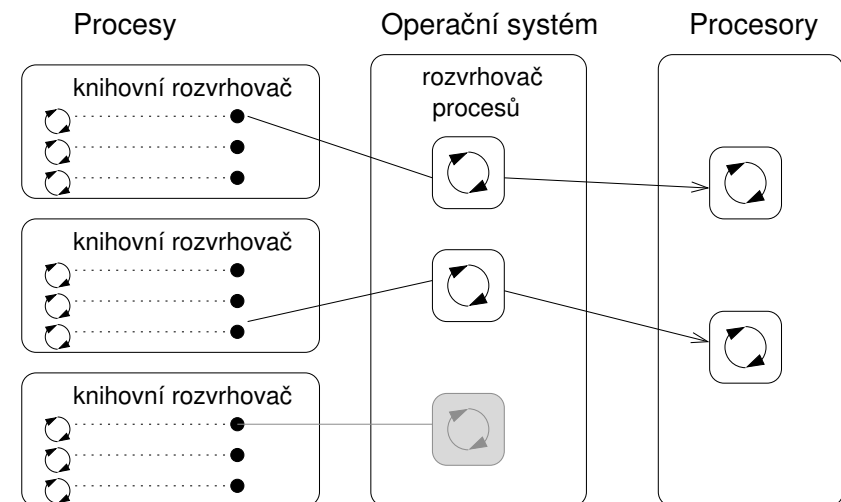 Procesy
Operační systém
Procesory
knihovní rozvrhovač
rozvrhovač
procesů
knihovní rozvrhovač
knihovní rozvrhovač